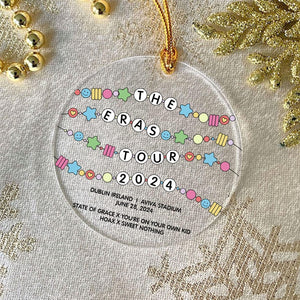 THE
ERAS
TOUR
2024
DUBLIN IRELAND | AVIVA STADIUM
JUNE 28, 2024
STATE OF GRACE X YOU'RE ON YOUR OWN KID
HOAX X SWEET NOTHING